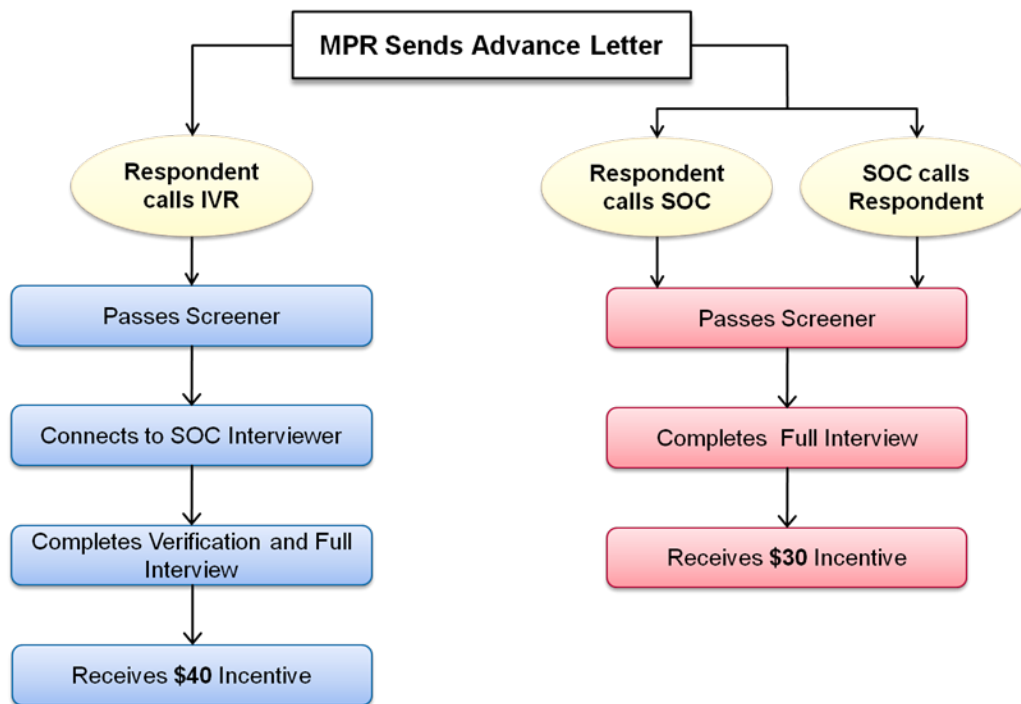 MPR Sends Advance Letter
Respondent
calls IVR
Respondent
calls SOC
SOC calls
Respondent
Passes Screener
Passes Screener
Connects to SOC Interviewer
Completes Full Interview
Completes Verification and Full
Interview
Receives $30 Incentive
Receives $40 Incentive